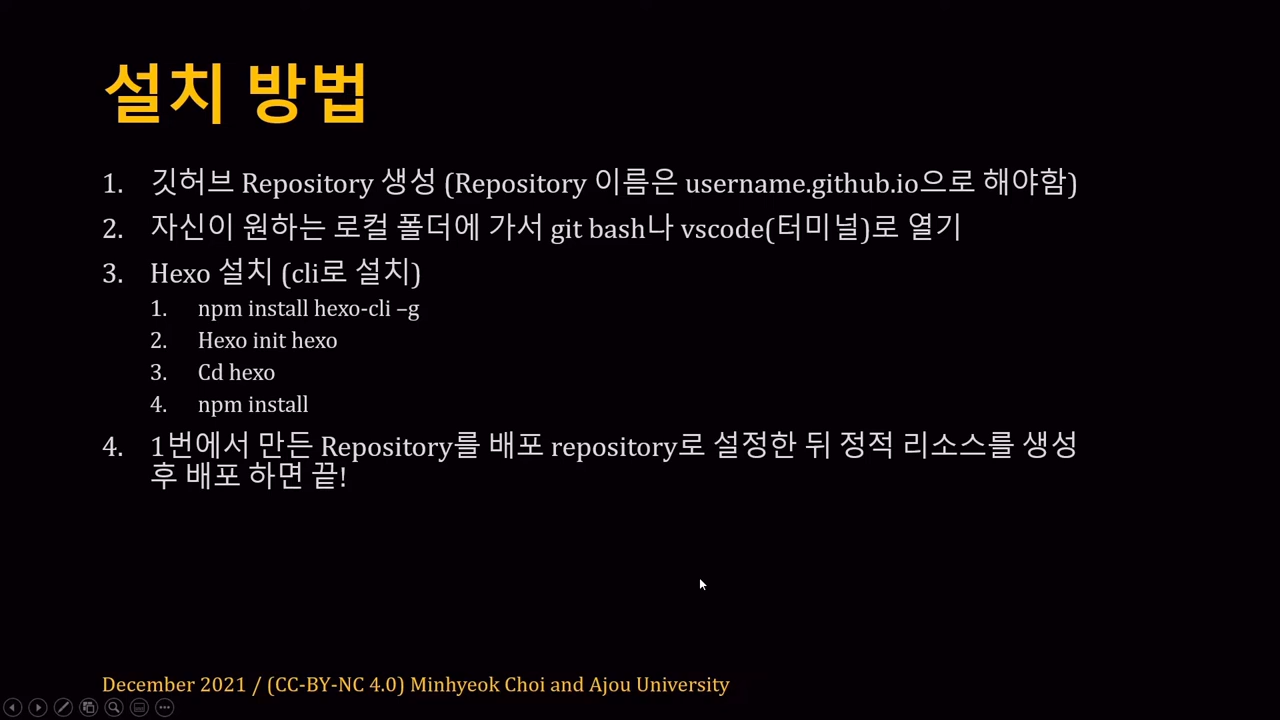 설치 방법
1. 깃허브 Repository 생성 (Repository 이름은 username.github.io으로 해야함)
2. 자신이 원하는 로컬 폴더에 가서 git bash나 vscode(터미널)로 열기
3. Hexo 설치 (cli로 설치)
1. npm install hexo-cli –g
2. Hexo init hexo
3. Cd hexo
4. npm install
4. 1번에서 만든 Repository를 배포 repository로 설정한 뒤 정적 리소스를 생성
후 배포 하면 끝!
December 2021 / (CC-BY-NC 4.0) Minhyeok Choi and Ajou University